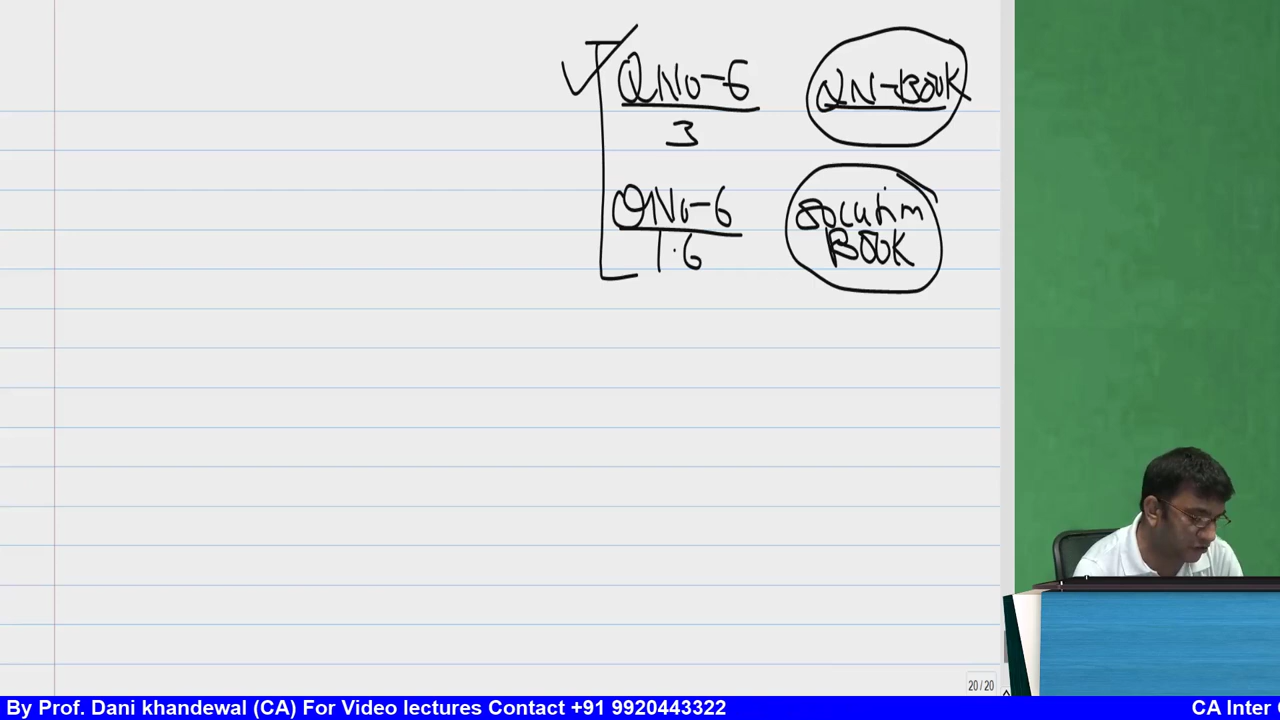 QNo-6 QN-BOOK
3
QNo-6 solution
1.6 BOOK
20/20
By Prof. Dani khandewal (CA) For Video lectures Contact +91 9920443322 CA Inter